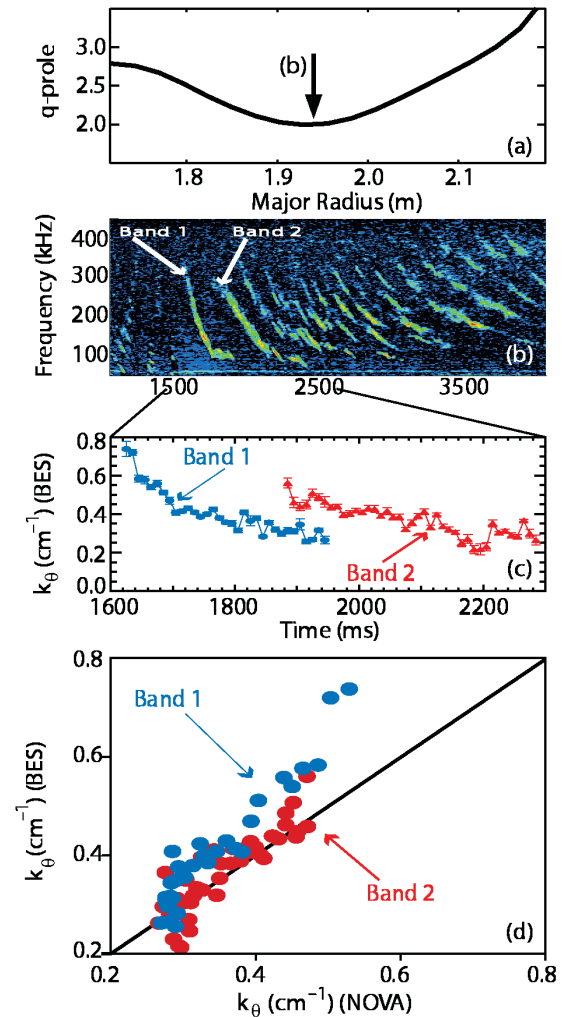 3.0
2.5
2.0
q-prole
(b)
(a)
1.8
1.9
2.0
2.1
Major Radius (m)
400
300
200
100
Frequency (kHz)
Band 1
Band 2
(b)
1500
2500
3500
0.8
0.6
0.4
0.2
0.0
kθ (cm⁻¹) (BES)
Band 1
Band 2
(c)
1600
1800
2000
2200
Time (ms)
0.8
0.6
0.4
0.2
kθ (cm⁻¹) (BES)
Band 1
Band 2
(d)
0.2
0.4
0.6
0.8
kθ (cm⁻¹) (NOVA)